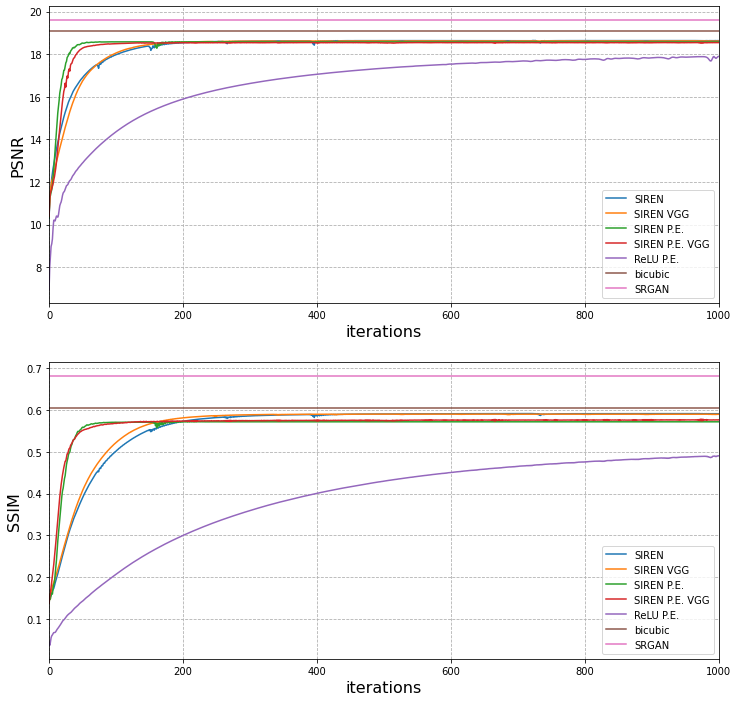 20
18
16
14
12
10
8
PSNR
SIREN
SIREN VGG
SIREN P.E.
SIREN P.E. VGG
ReLU P.E.
bicubic
SRGAN
0
200
400
600
800
1000
iterations
0.7
0.6
0.5
0.4
0.3
0.2
0.1
SSIM
SIREN
SIREN VGG
SIREN P.E.
SIREN P.E. VGG
ReLU P.E.
bicubic
SRGAN
0
200
400
600
800
1000
iterations